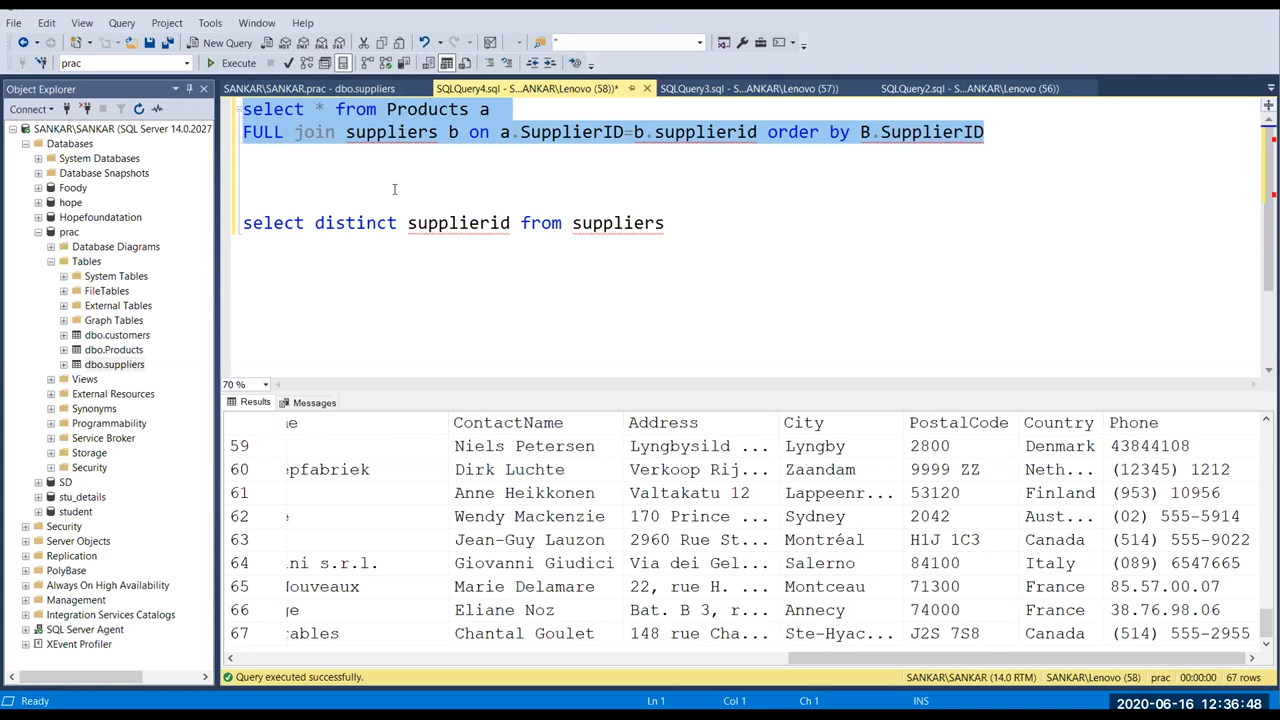 File Edit View Query Project Tools Window Help
New Query MDX DMX XMLA DAX "
prac Execute
Object Explorer
SANKAR\SANKAR.prac - dbo.suppliers SQLQuery4.sql - S...ANKAR\Lenovo (58))* SQLQuery3.sql - S...ANKAR\Lenovo (57)) SQLQuery2.sql - S...ANKAR\Lenovo (56))
Connect
SANKAR\SANKAR (SQL Server 14.0.2027
Databases
System Databases
Database Snapshots
Foody
hope
Hopefoundatation
prac
Database Diagrams
Tables
System Tables
FileTables
External Tables
Graph Tables
dbo.customers
dbo.Products
dbo.suppliers
Views
External Resources
Synonyms
Programmability
Service Broker
Storage
Security
SD
stu_details
student
Security
Server Objects
Replication
PolyBase
Always On High Availability
Management
Integration Services Catalogs
SQL Server Agent
XEvent Profiler
select * from Products a
FULL join suppliers b on a.SupplierID=b.supplierid order by B.SupplierID
select distinct supplierid from suppliers
70 %
Results Messages
ne ContactName Address City PostalCode Country Phone
59 Niels Petersen Lyngbysild ... Lyngby 2800 Denmark 43844108
60 epfabriek Dirk Luchte Verkoop Rij... Zaandam 9999 ZZ Neth... (12345) 1212
61 Anne Heikkonen Valtakatu 12 Lappeenr... 53120 Finland (953) 10956
62 e Wendy Mackenzie 170 Prince ... Sydney 2042 Aust... (02) 555-5914
63 Jean-Guy Lauzon 2960 Rue St... Montréal H1J 1C3 Canada (514) 555-9022
64 ni s.r.l. Giovanni Giudici Via dei Gel... Salerno 84100 Italy (089) 6547665
65 Nouveaux Marie Delamare 22, rue H. ... Montceau 71300 France 85.57.00.07
66 ge Eliane Noz Bat. B 3, r... Annecy 74000 France 38.76.98.06
67 rables Chantal Goulet 148 rue Cha... Ste-Hyac... J2S 7S8 Canada (514) 555-2955
Query executed successfully. SANKAR\SANKAR (14.0 RTM) SANKAR\Lenovo (58) prac 00:00:00 67 rows
Ready Ln 1 Col 1 Ch 1 INS
2020-06-16 12:36:48